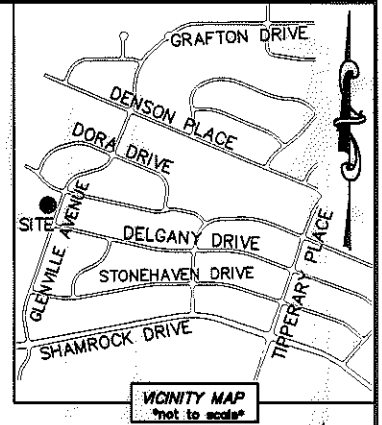 GRAFTON DRIVE
DENSON PLACE
DORA DRIVE
SITE
GLENVILLE AVENUE
DELGANY DRIVE
TIPPERARY PLACE
STONEHAVEN DRIVE
SHAMROCK DRIVE
VICINITY MAP
*not to scale*